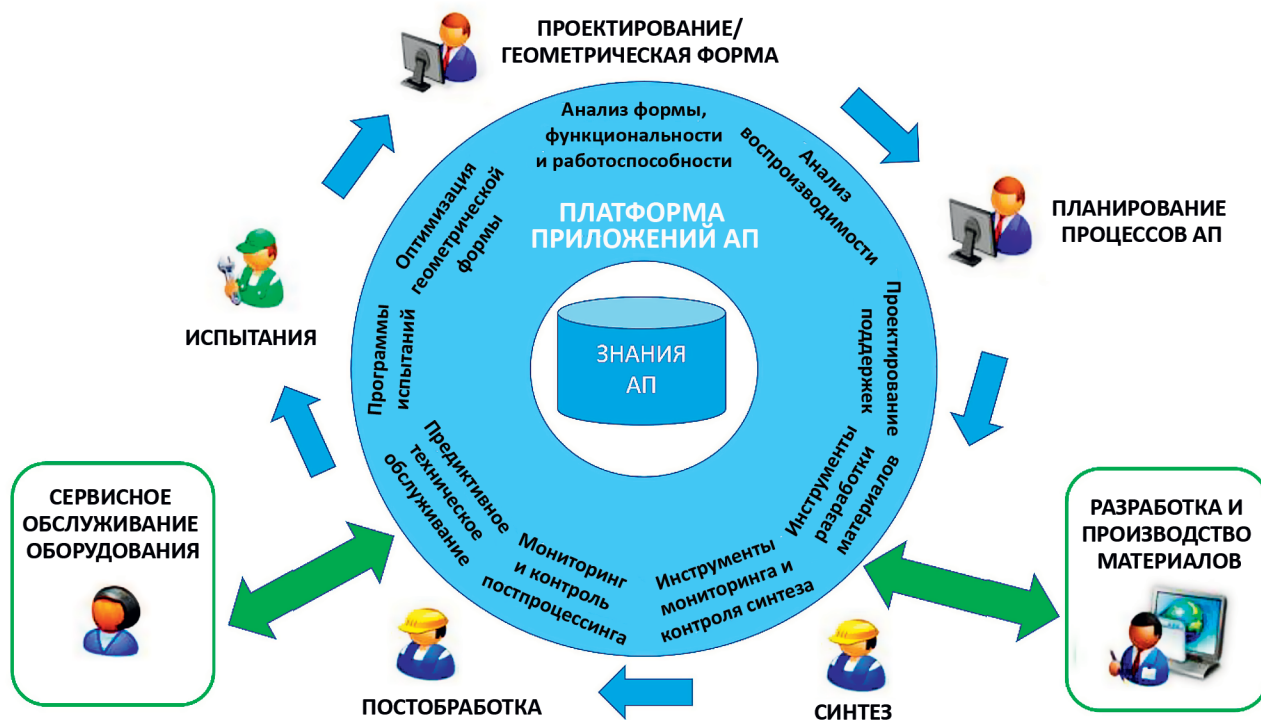 ПРОЕКТИРОВАНИЕ/
ГЕОМЕТРИЧЕСКАЯ ФОРМА
Анализ формы,
функциональности
и работоспособности
Анализ
воспроизводимости
ПЛАНИРОВАНИЕ
ПРОЦЕССОВ АП
Оптимизация
геометрической
формы
ПЛАТФОРМА
ПРИЛОЖЕНИЙ АП
ЗНАНИЯ
АП
Проектирование
поддержек
ИСПЫТАНИЯ
Программы
испытаний
Инструменты
разработки
материалов
Предиктивное
техническое
обслуживание
Мониторинг
и контроль
постпроцессинга
Инструменты
мониторинга и
контроля синтеза
СЕРВИСНОЕ
ОБСЛУЖИВАНИЕ
ОБОРУДОВАНИЯ
РАЗРАБОТКА И
ПРОИЗВОДСТВО
МАТЕРИАЛОВ
ПОСТОБРАБОТКА
СИНТЕЗ